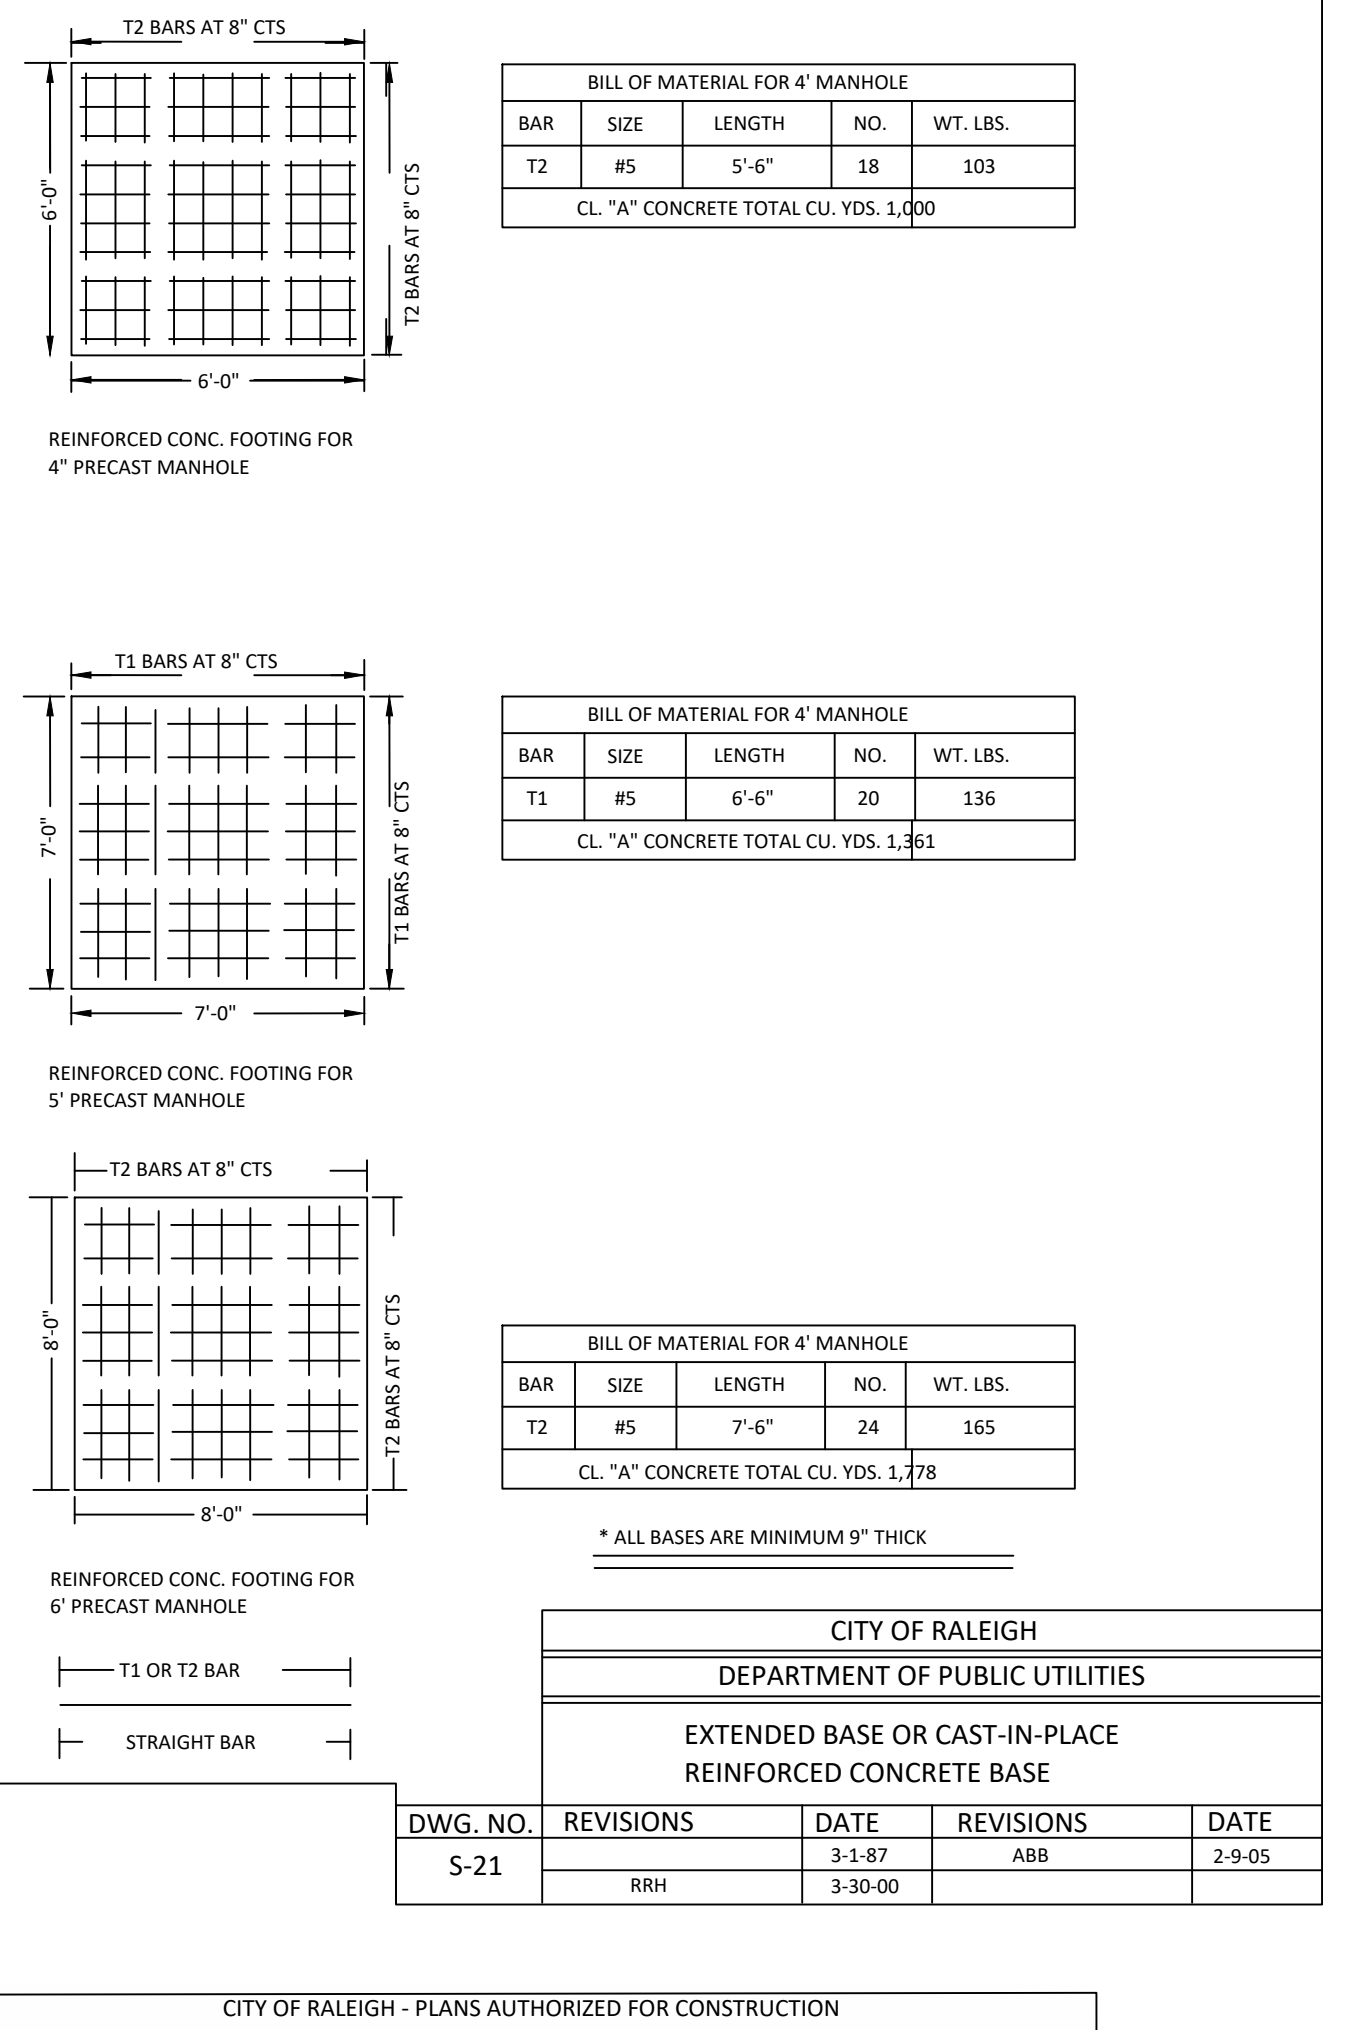 T2 BARS AT 8" CTS
6'-0"
T2 BARS AT 8" CTS
6'-0"
REINFORCED CONC. FOOTING FOR
4" PRECAST MANHOLE
BILL OF MATERIAL FOR 4' MANHOLE
BAR SIZE LENGTH NO. WT. LBS.
T2 #5 5'-6" 18 103
CL. "A" CONCRETE TOTAL CU. YDS. 1,000
T1 BARS AT 8" CTS
7'-0"
T1 BARS AT 8" CTS
7'-0"
REINFORCED CONC. FOOTING FOR
5' PRECAST MANHOLE
BILL OF MATERIAL FOR 4' MANHOLE
BAR SIZE LENGTH NO. WT. LBS.
T1 #5 6'-6" 20 136
CL. "A" CONCRETE TOTAL CU. YDS. 1,361
T2 BARS AT 8" CTS
8'-0"
T2 BARS AT 8" CTS
8'-0"
REINFORCED CONC. FOOTING FOR
6' PRECAST MANHOLE
BILL OF MATERIAL FOR 4' MANHOLE
BAR SIZE LENGTH NO. WT. LBS.
T2 #5 7'-6" 24 165
CL. "A" CONCRETE TOTAL CU. YDS. 1,778
* ALL BASES ARE MINIMUM 9" THICK
T1 OR T2 BAR
STRAIGHT BAR
CITY OF RALEIGH
DEPARTMENT OF PUBLIC UTILITIES
EXTENDED BASE OR CAST-IN-PLACE
REINFORCED CONCRETE BASE
DWG. NO. REVISIONS DATE REVISIONS DATE
S-21
3-1-87 ABB 2-9-05
RRH 3-30-00
CITY OF RALEIGH - PLANS AUTHORIZED FOR CONSTRUCTION